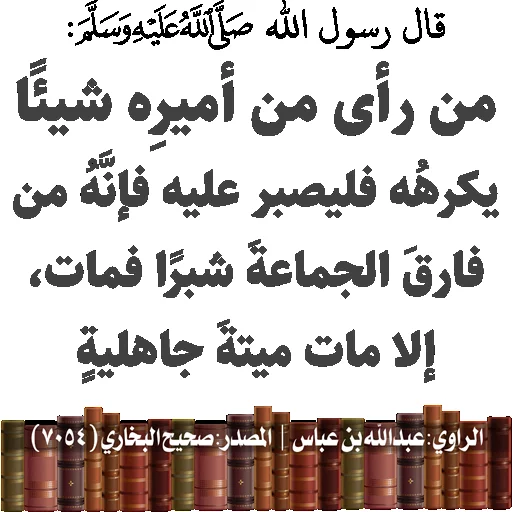 قال رسول الله صَلَّى اللَّهُ عَلَيْهِ وَسَلَّمَ:
من رأى من أميرِه شيئًا
يكرهُه فليصبر عليه فإنَّهُ من
فارقَ الجماعةَ شبرًا فمات،
إلا مات ميتةَ جاهليةٍ
الراوي: عبدالله بن عباس | المصدر: صحيح البخاري (٧٠٥٤)